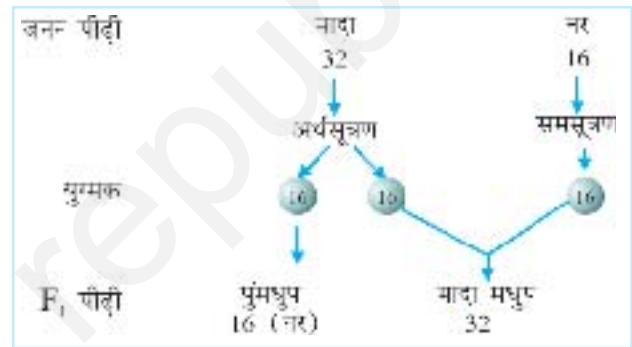 जनन पीढ़ी मादा नर
32 16
अर्धसूत्रण समसूत्रण
युग्मक 16 16 16
F₁ पीढ़ी पुंमधुप मादा मधुप
16 (नर) 32
republ